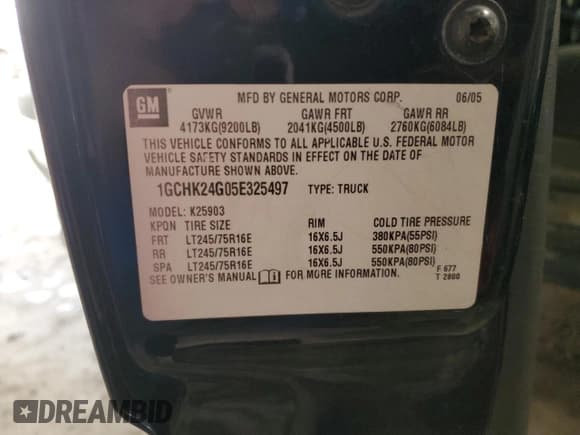 GM
MFD BY GENERAL MOTORS CORP. 06/05
GVWR GAWR FRT GAWR RR
4173KG(9200LB) 2041KG(4500LB) 2760KG(6084LB)
THIS VEHICLE CONFORMS TO ALL APPLICABLE U.S. FEDERAL MOTOR
VEHICLE SAFETY STANDARDS IN EFFECT ON THE DATE OF
MANUFACTURE SHOWN ABOVE.
1GCHK24G05E325497 TYPE: TRUCK
MODEL: K25903
KPQN TIRE SIZE RIM COLD TIRE PRESSURE
FRT LT245/75R16E 16X6.5J 380KPA(55PSI)
RR LT245/75R16E 16X6.5J 550KPA(80PSI)
SPA LT245/75R16E 16X6.5J 550KPA(80PSI)
SEE OWNER'S MANUAL FOR MORE INFORMATION.
F 677
T 2800
DREAMBID